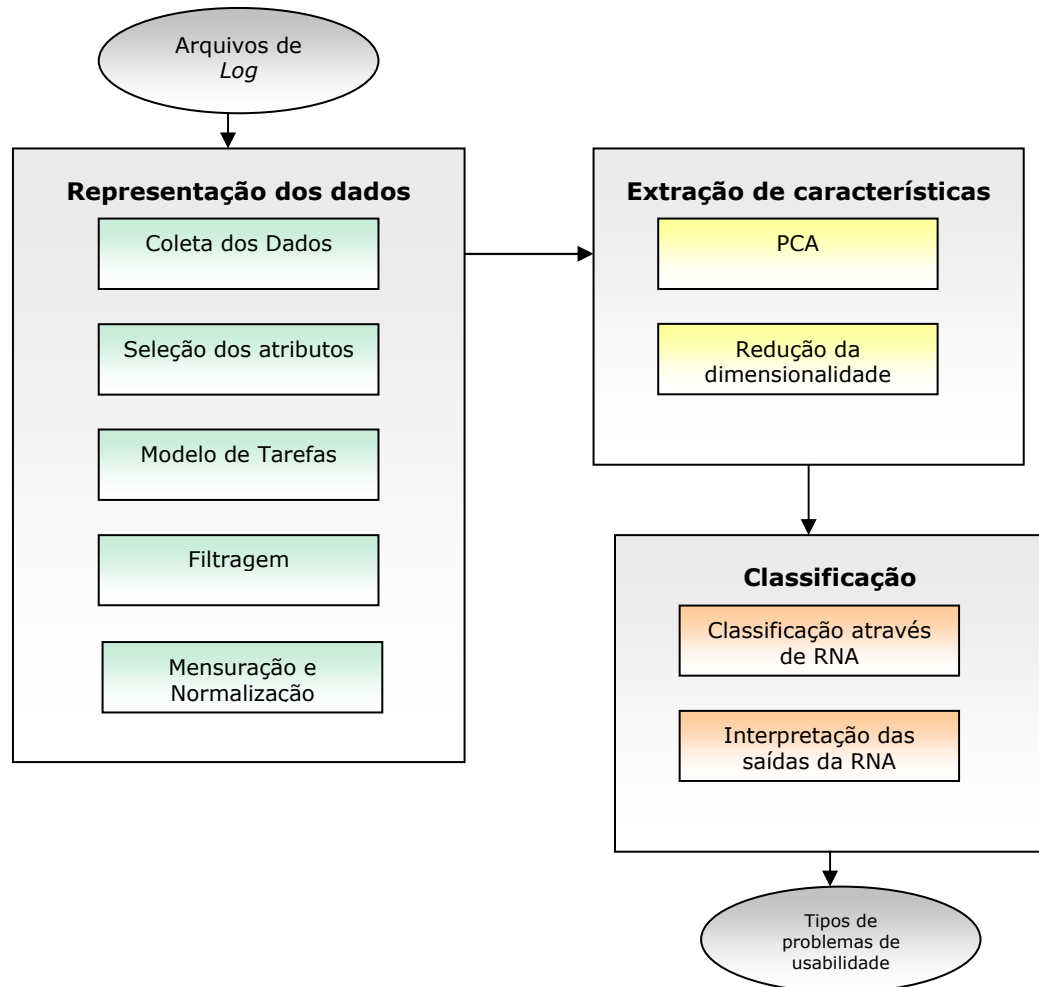 Arquivos de
Log
Representação dos dados
Coleta dos Dados
Seleção dos atributos
Modelo de Tarefas
Filtragem
Mensuração e
Normalização
Extração de características
PCA
Redução da
dimensionalidade
Classificação
Classificação através
de RNA
Interpretação das
saídas da RNA
Tipos de
problemas de
usabilidade